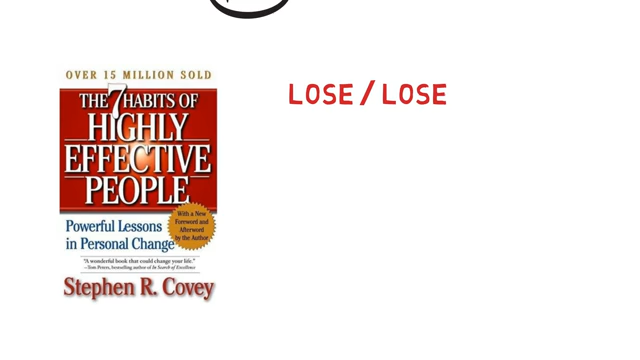 OVER 15 MILLION SOLD
THE 7 HABITS OF
HIGHLY
EFFECTIVE
PEOPLE
Powerful Lessons
in Personal Change
With a New
Foreword and
Afterword
by the Author
"A wonderful book that could change your life."
—Tom Peters, bestselling author of In Search of Excellence
Stephen R. Covey
LOSE / LOSE